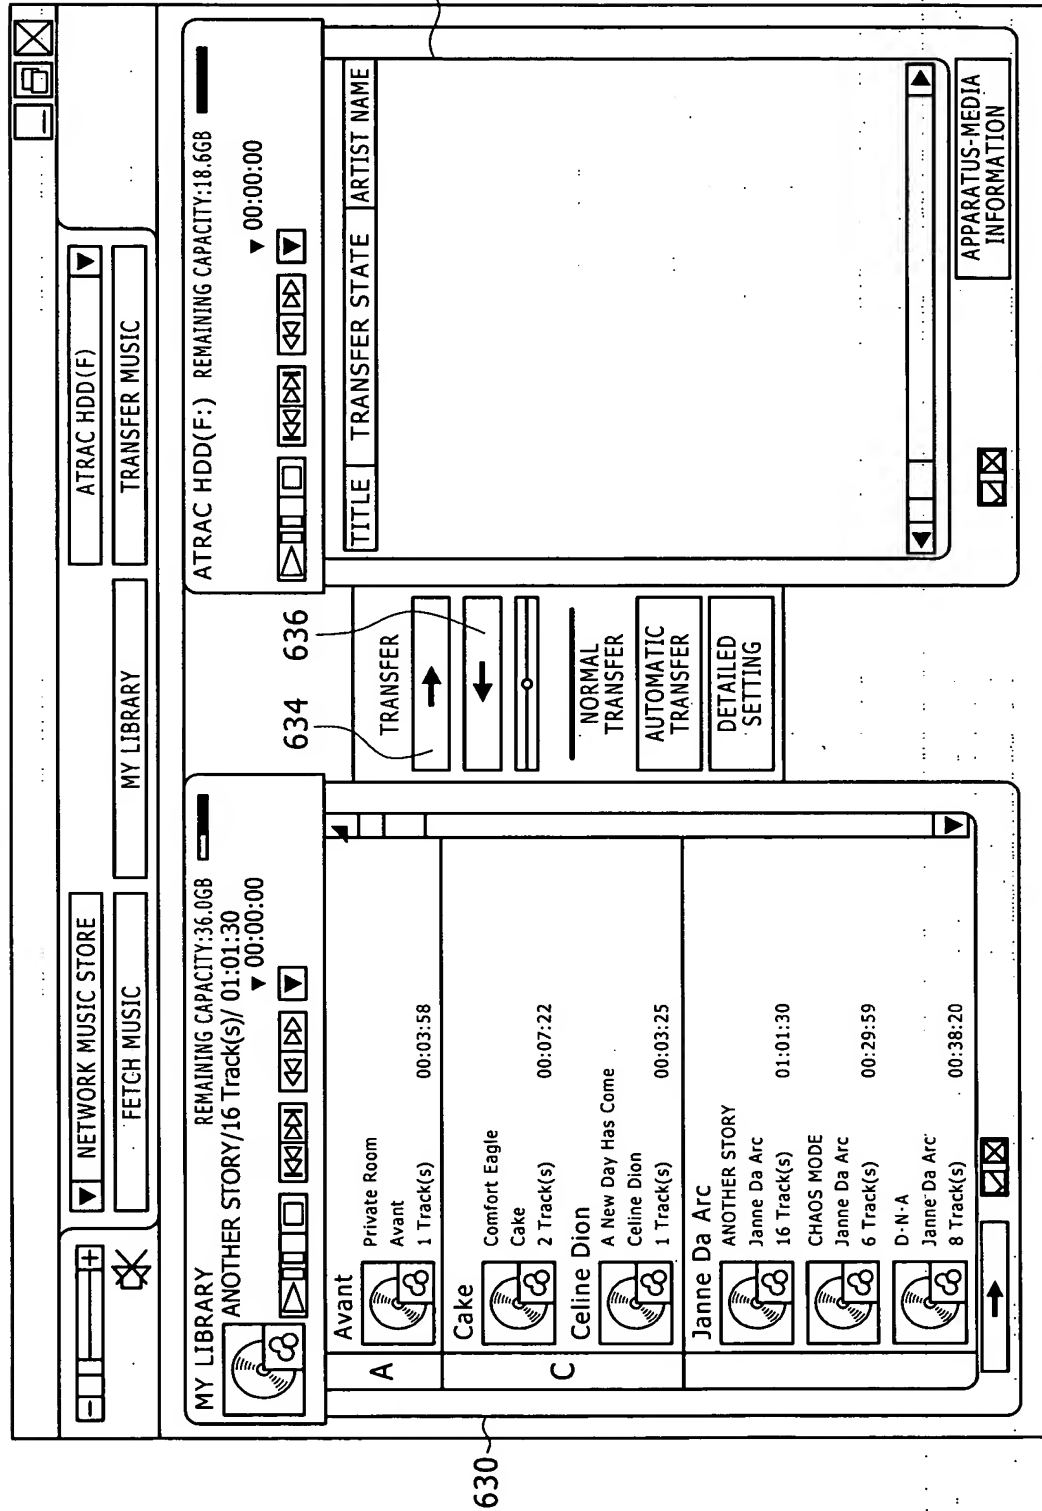 NETWORK MUSIC STORE
ATRAC HDD(F)
FETCH MUSIC
MY LIBRARY
TRANSFER MUSIC
MY LIBRARY
REMAINING CAPACITY:36.0GB
ANOTHER STORY/16 Track(s)/ 01:01:30
00:00:00
A
Avant
Private Room
Avant
1 Track(s) 00:03:58
C
Cake
Comfort Eagle
Cake
2 Track(s) 00:07:22
Celine Dion
A New Day Has Come
Celine Dion
1 Track(s) 00:03:25
Janne Da Arc
ANOTHER STORY
Janne Da Arc
16 Track(s) 01:01:30
CHAOS MODE
Janne Da Arc
6 Track(s) 00:29:59
D·N·A
Janne Da Arc
8 Track(s) 00:38:20
630
634
636
TRANSFER
NORMAL
TRANSFER
AUTOMATIC
TRANSFER
DETAILED
SETTING
ATRAC HDD(F:) REMAINING CAPACITY:18.6GB
00:00:00
TITLE TRANSFER STATE ARTIST NAME
APPARATUS-MEDIA
INFORMATION